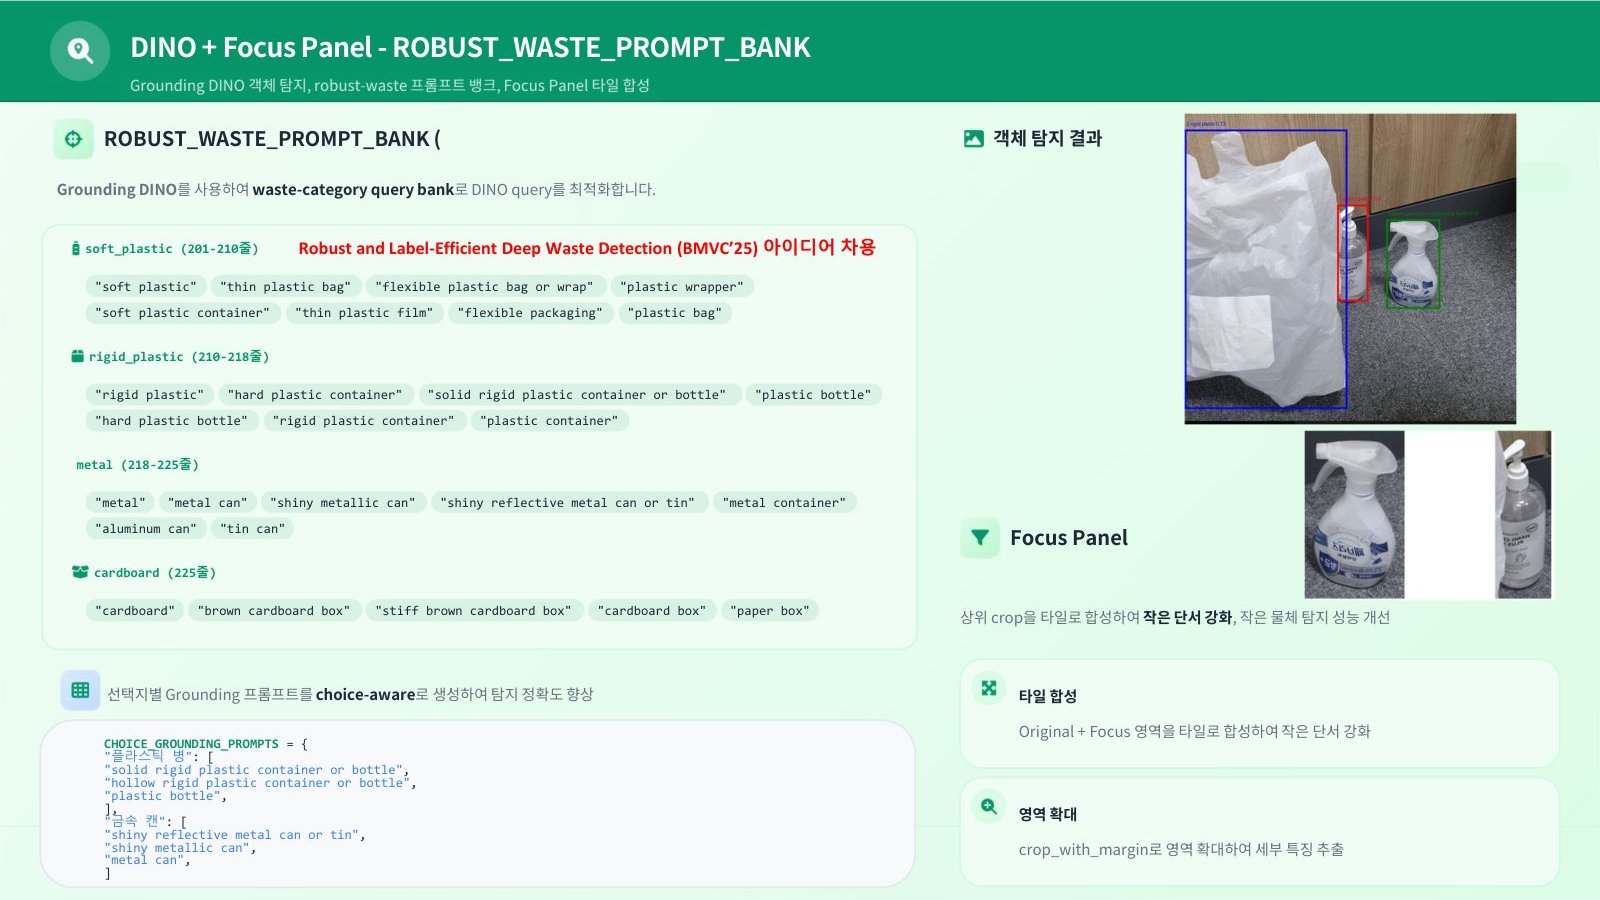 DINO + Focus Panel - ROBUST_WASTE_PROMPT_BANK
Grounding DINO 객체 탐지, robust-waste 프롬프트 뱅크, Focus Panel 타일 합성
ROBUST_WASTE_PROMPT_BANK (
Grounding DINO를 사용하여 waste-category query bank로 DINO query를 최적화합니다.
soft_plastic (201-210줄)
Robust and Label-Efficient Deep Waste Detection (BMVC'25) 아이디어 차용
"soft plastic" "thin plastic bag" "flexible plastic bag or wrap" "plastic wrapper"
"soft plastic container" "thin plastic film" "flexible packaging" "plastic bag"
rigid_plastic (210-218줄)
"rigid plastic" "hard plastic container" "solid rigid plastic container or bottle" "plastic bottle"
"hard plastic bottle" "rigid plastic container" "plastic container"
metal (218-225줄)
"metal" "metal can" "shiny metallic can" "shiny reflective metal can or tin" "metal container"
"aluminum can" "tin can"
cardboard (225줄)
"cardboard" "brown cardboard box" "stiff brown cardboard box" "cardboard box" "paper box"
선택지별 Grounding 프롬프트를 choice-aware로 생성하여 탐지 정확도 향상
CHOICE_GROUNDING_PROMPTS = {
"플라스틱 병": [
"solid rigid plastic container or bottle",
"hollow rigid plastic container or bottle",
"plastic bottle",
],
"금속 캔": [
"shiny reflective metal can or tin",
"shiny metallic can",
"metal can",
]
객체 탐지 결과
Focus Panel
상위 crop을 타일로 합성하여 작은 단서 강화, 작은 물체 탐지 성능 개선
타일 합성
Original + Focus 영역을 타일로 합성하여 작은 단서 강화
영역 확대
crop_with_margin로 영역 확대하여 세부 특징 추출